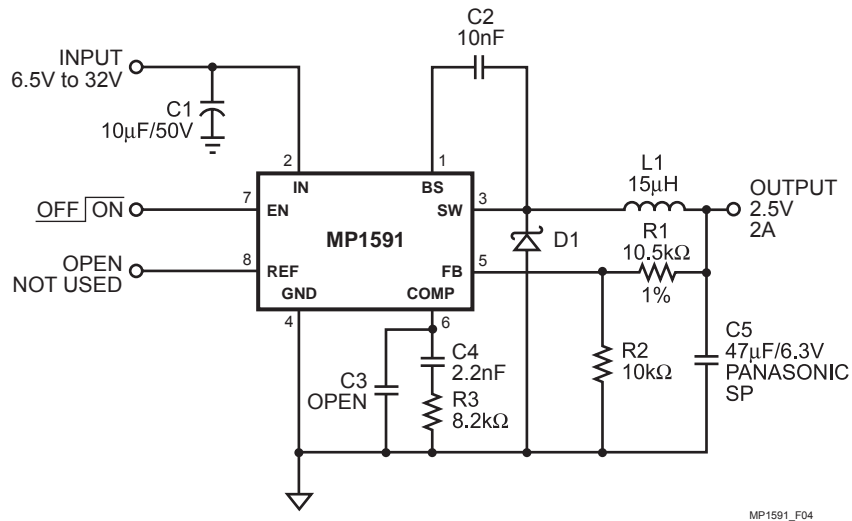 C2
10nF
INPUT
6.5V to 32V
C1
10µF/50V
2
1
IN
BS
L1
15µH
OUTPUT
2.5V
2A
OFF ON
7
EN
SW
3
MP1591
D1
R1
10.5kΩ
1%
OPEN
NOT USED
8
REF
FB
5
GND
COMP
4
6
C3
OPEN
C4
2.2nF
R3
8.2kΩ
R2
10kΩ
C5
47µF/6.3V
PANASONIC
SP
MP1591_F04